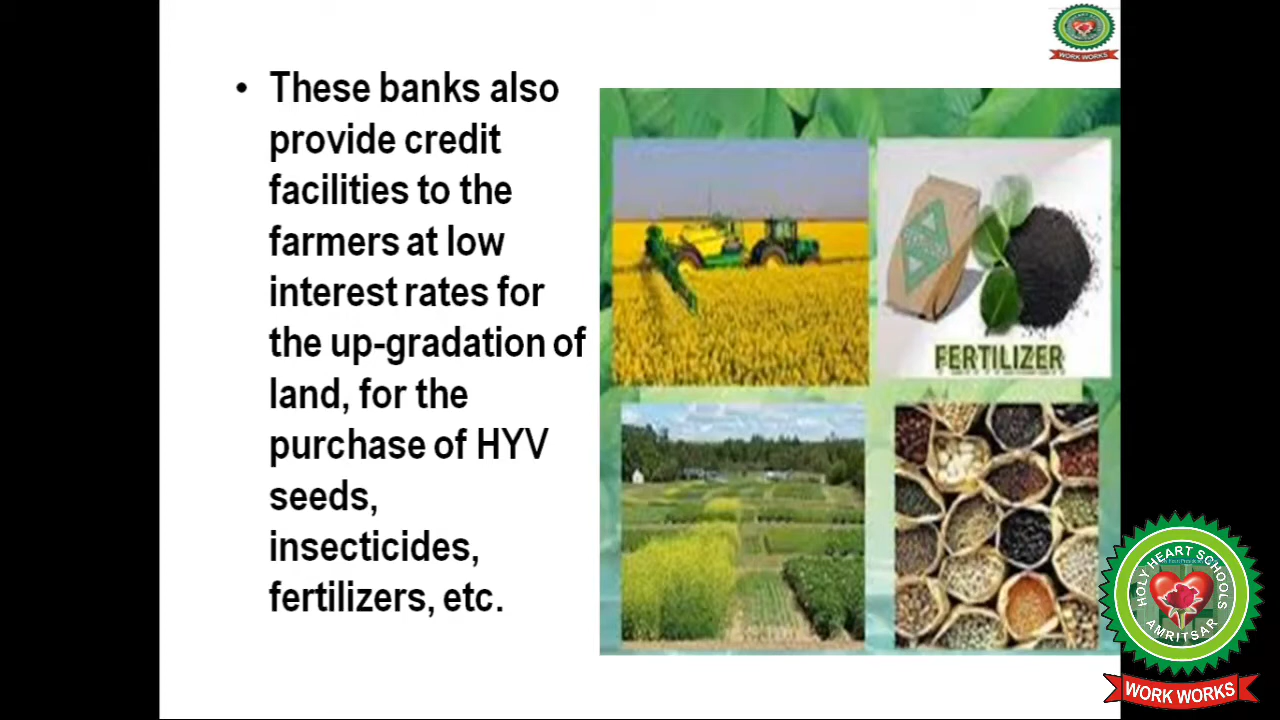 WORK WORKS
• These banks also
provide credit
facilities to the
farmers at low
interest rates for
the up-gradation of
land, for the
purchase of HYV
seeds,
insecticides,
fertilizers, etc.
FERTILIZER
HOLY HEART SCHOOLS
AMRITSAR
WORK WORKS